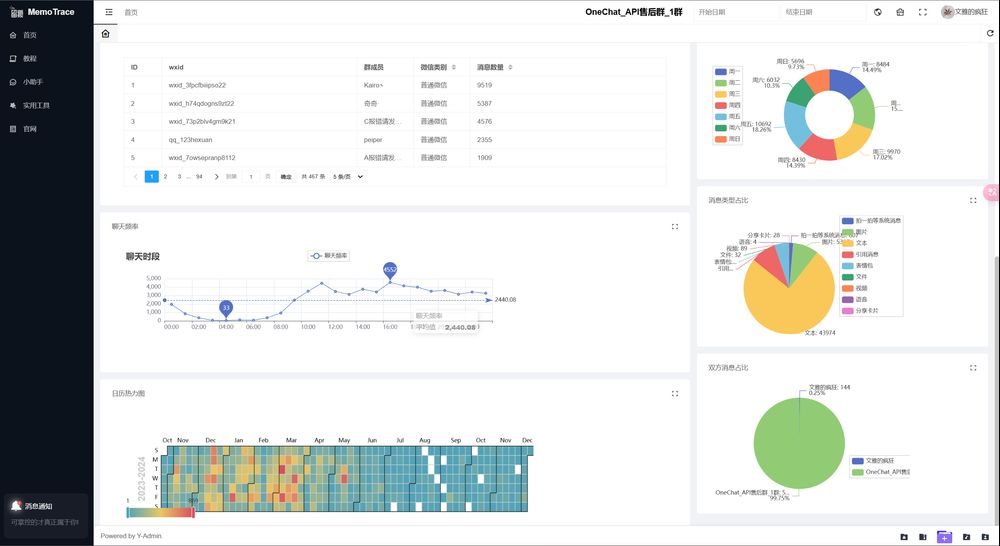 MemoTrace
首页
教程
小助手
实用工具
官网
消息通知
可掌控的才真正属于你!
首页
OneChat_API售后群_1群
开始日期
结束日期
文雅的疯狂
ID wxid 群成员 微信类别 消息数量
1 wxid_3fpcfbiipso22 Kairo 普通微信 9519
2 wxid_h74qdogns9zt22 奇奇 普通微信 5387
3 wxid_73p2blv4gm9k21 C报错请发... 普通微信 4576
4 qq_123hexuan peiper 普通微信 2355
5 wxid_7owsepranp8112 A报错请发... 普通微信 1909
1 2 3 ... 94 到第 1 页 确定 共 467 条 5 条/页
聊天频率
聊天时段
聊天频率
5,000
4,000
3,000
2,000
1,000
0
4552
33
2440.08
聊天频率
平均值 2,440.08
00:00 02:00 04:00 06:00 08:00 10:00 12:00 14:00 16:00 18:00 20:00
日历热力图
Oct Nov Dec Jan Feb Mar Apr May Jun Jul Aug Sep Oct Nov Dec
S
M
T
W
T
F
S
2023-2024
1
周一
周二
周三
周四
周五
周六
周日
周日: 5696
9.73%
周一: 8484
14.49%
周六: 6032
10.3%
周五: 10692
18.26%
周四: 8430
14.39%
周三: 9970
17.02%
周...
15....
消息类型占比
分享卡片: 28
语音: 4
视频: 89
文件: 32
表情包:...
引用...
拍一拍等系统消息: 607
图片: 53...
文本: 43974
拍一拍等系统消息
图片
文本
引用消息
表情包
文件
视频
语音
分享卡片
双方消息占比
文雅的疯狂: 144
0.25%
文雅的疯狂
OneChat_API售后
OneChat_API售后群_1群: 5...
99.75%
Powered by Y-Admin.